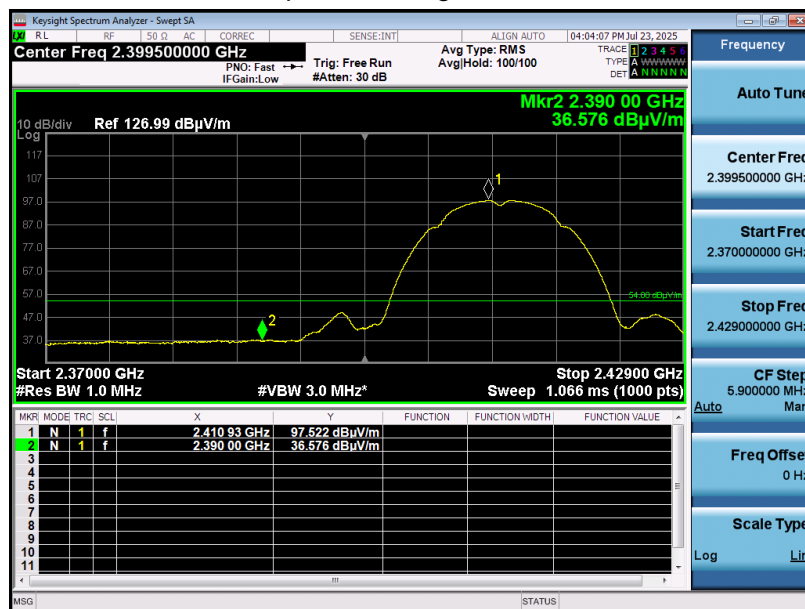 Keysight Spectrum Analyzer - Swept SA
LXI RL RF 50 Ω AC CORREC SENSE:INT ALIGN AUTO 04:04:07 PM Jul 23, 2025
Center Freq 2.399500000 GHz
PNO: Fast
IFGain:Low
Trig: Free Run
#Atten: 30 dB
Avg Type: RMS
Avg|Hold: 100/100
TRACE 1 2 3 4 5 6
TYPE A WWWWW
DET A N N N N N
Mkr2 2.390 00 GHz
36.576 dBµV/m
10 dB/div Ref 126.99 dBµV/m
Log
117
107
97.0
87.0
77.0
67.0
57.0
47.0
37.0
1
2
54.00 dBµV/m
Start 2.37000 GHz Stop 2.42900 GHz
#Res BW 1.0 MHz #VBW 3.0 MHz* Sweep 1.066 ms (1000 pts)
MKR MODE TRC SCL X Y FUNCTION FUNCTION WIDTH FUNCTION VALUE
1 N 1 f 2.410 93 GHz 97.522 dBµV/m
2 N 1 f 2.390 00 GHz 36.576 dBµV/m
3
4
5
6
7
8
9
10
11
MSG STATUS
Frequency
Auto Tune
Center Freq
2.399500000 GHz
Start Freq
2.370000000 GHz
Stop Freq
2.429000000 GHz
CF Step
5.900000 MHz
Auto Man
Freq Offset
0 Hz
Scale Type
Log Lin